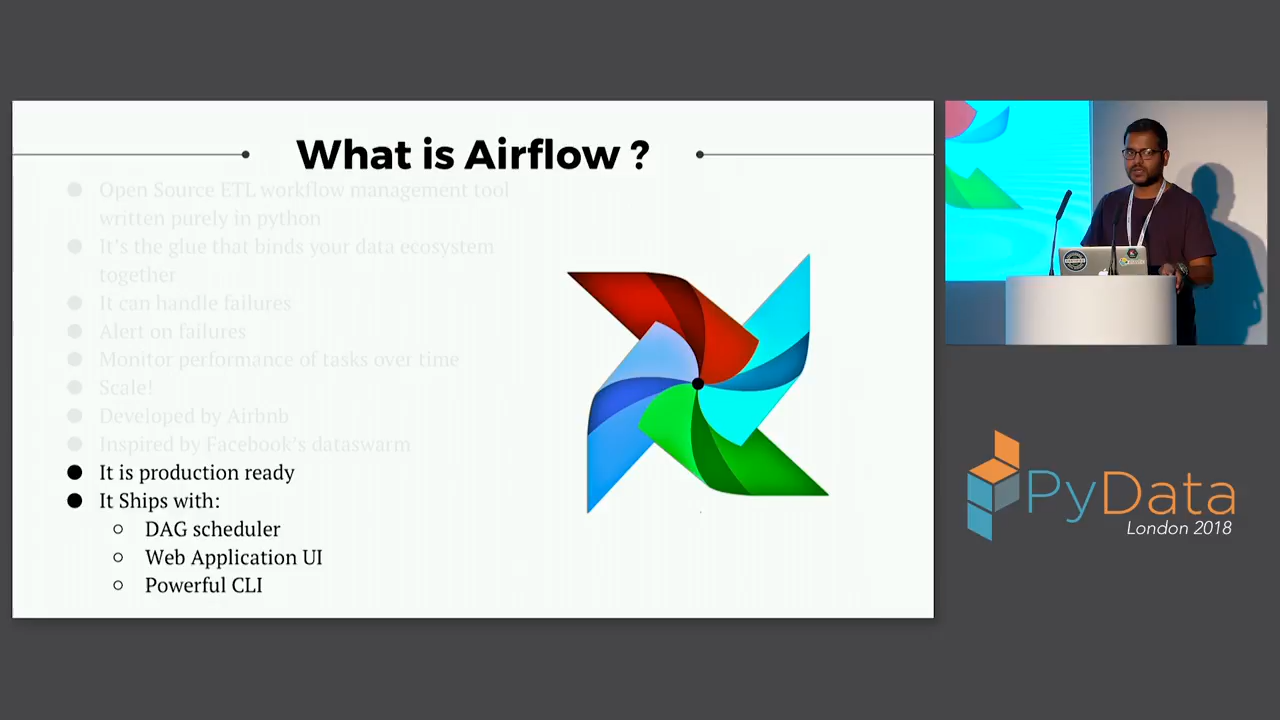 What is Airflow ?
● Open Source ETL workflow management tool
written purely in python
● It's the glue that binds your data ecosystem
together
● It can handle failures
● Alert on failures
● Monitor performance of tasks over time
● Scale!
● Developed by Airbnb
● Inspired by Facebook's dataswarm
● It is production ready
● It Ships with:
○ DAG scheduler
○ Web Application UI
○ Powerful CLI
PyData
London 2018